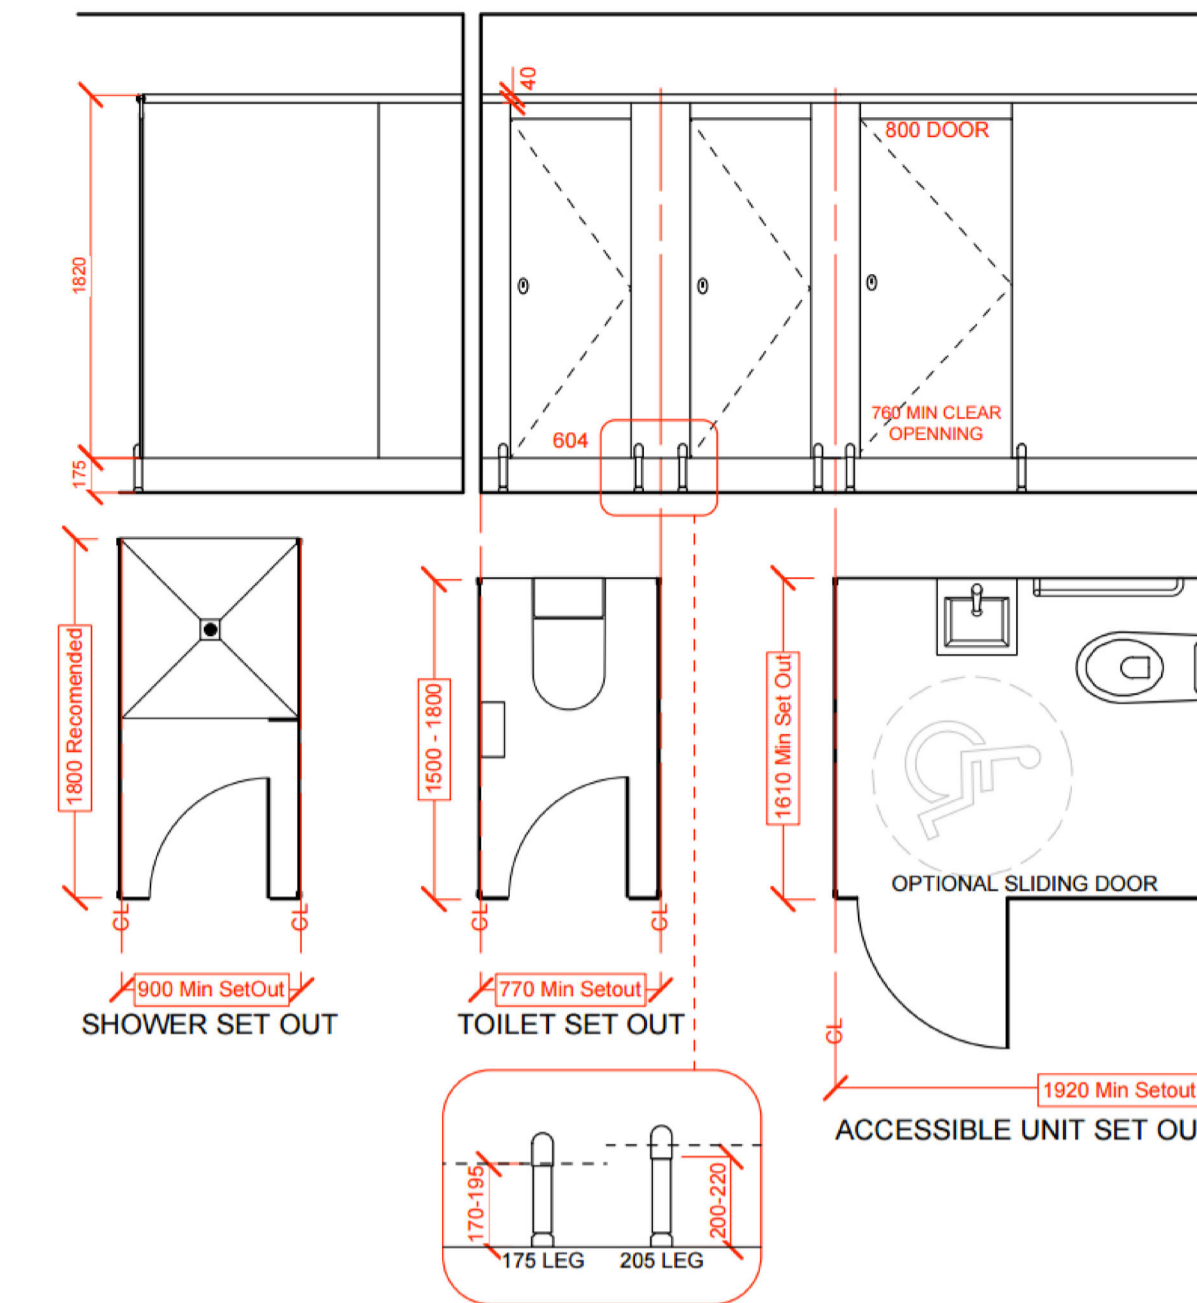 40
800 DOOR
1820
760 MIN CLEAR
OPENNING
604
175
1800 Recomended
1500 - 1800
1610 Min Set Out
OPTIONAL SLIDING DOOR
CL
CL
CL
CL
900 Min SetOut
770 Min Setout
SHOWER SET OUT
TOILET SET OUT
CL
1920 Min Setout
ACCESSIBLE UNIT SET OU
170-195
200-220
175 LEG
205 LEG